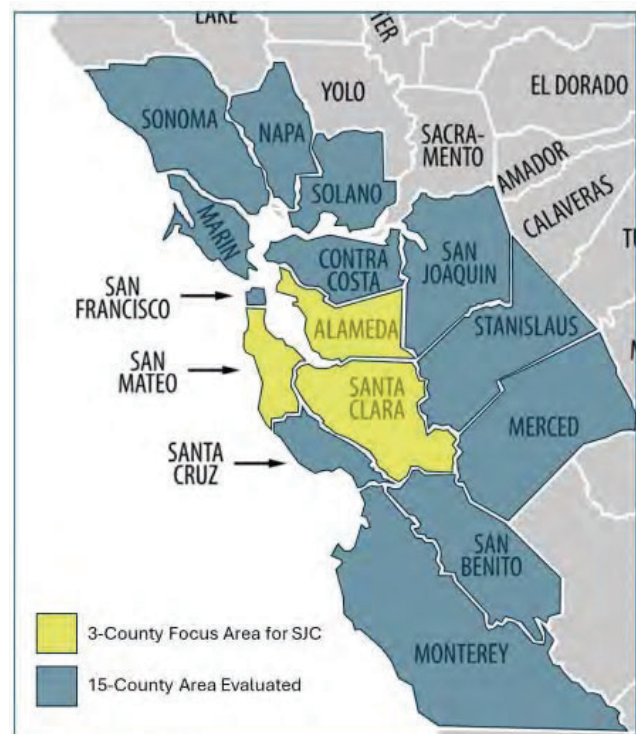 LAKE
TER
YOLO
EL DORADO
SONOMA
NAPA
SACRA-
MENTO
AMADOR
SOLANO
CALAVERAS
MARIN
CONTRA
COSTA
SAN
JOAQUIN
SAN
FRANCISCO
ALAMEDA
STANISLAUS
SAN
MATEO
SANTA
CLARA
MERCED
SANTA
CRUZ
SAN
BENITO
3-County Focus Area for SJC
MONTEREY
15-County Area Evaluated